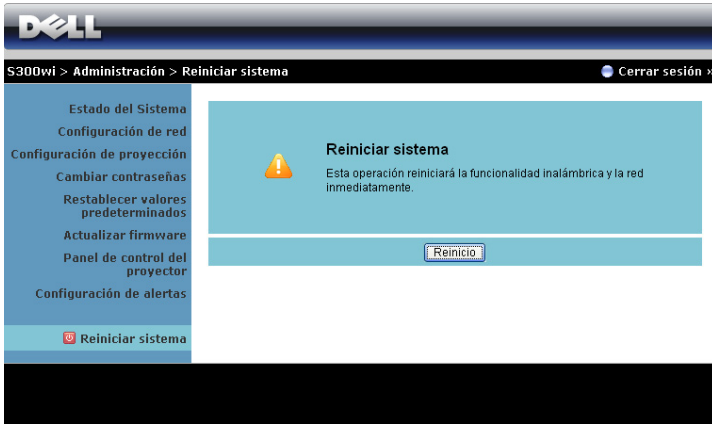 DELL
S300wi > Administración > Reiniciar sistema
Cerrar sesión »
Estado del Sistema
Configuración de red
Configuración de proyección
Cambiar contraseñas
Restablecer valores
predeterminados
Actualizar firmware
Panel de control del
proyector
Configuración de alertas
Reiniciar sistema
Reiniciar sistema
Esta operación reiniciará la funcionalidad inalámbrica y la red
inmediatamente.
Reinicio